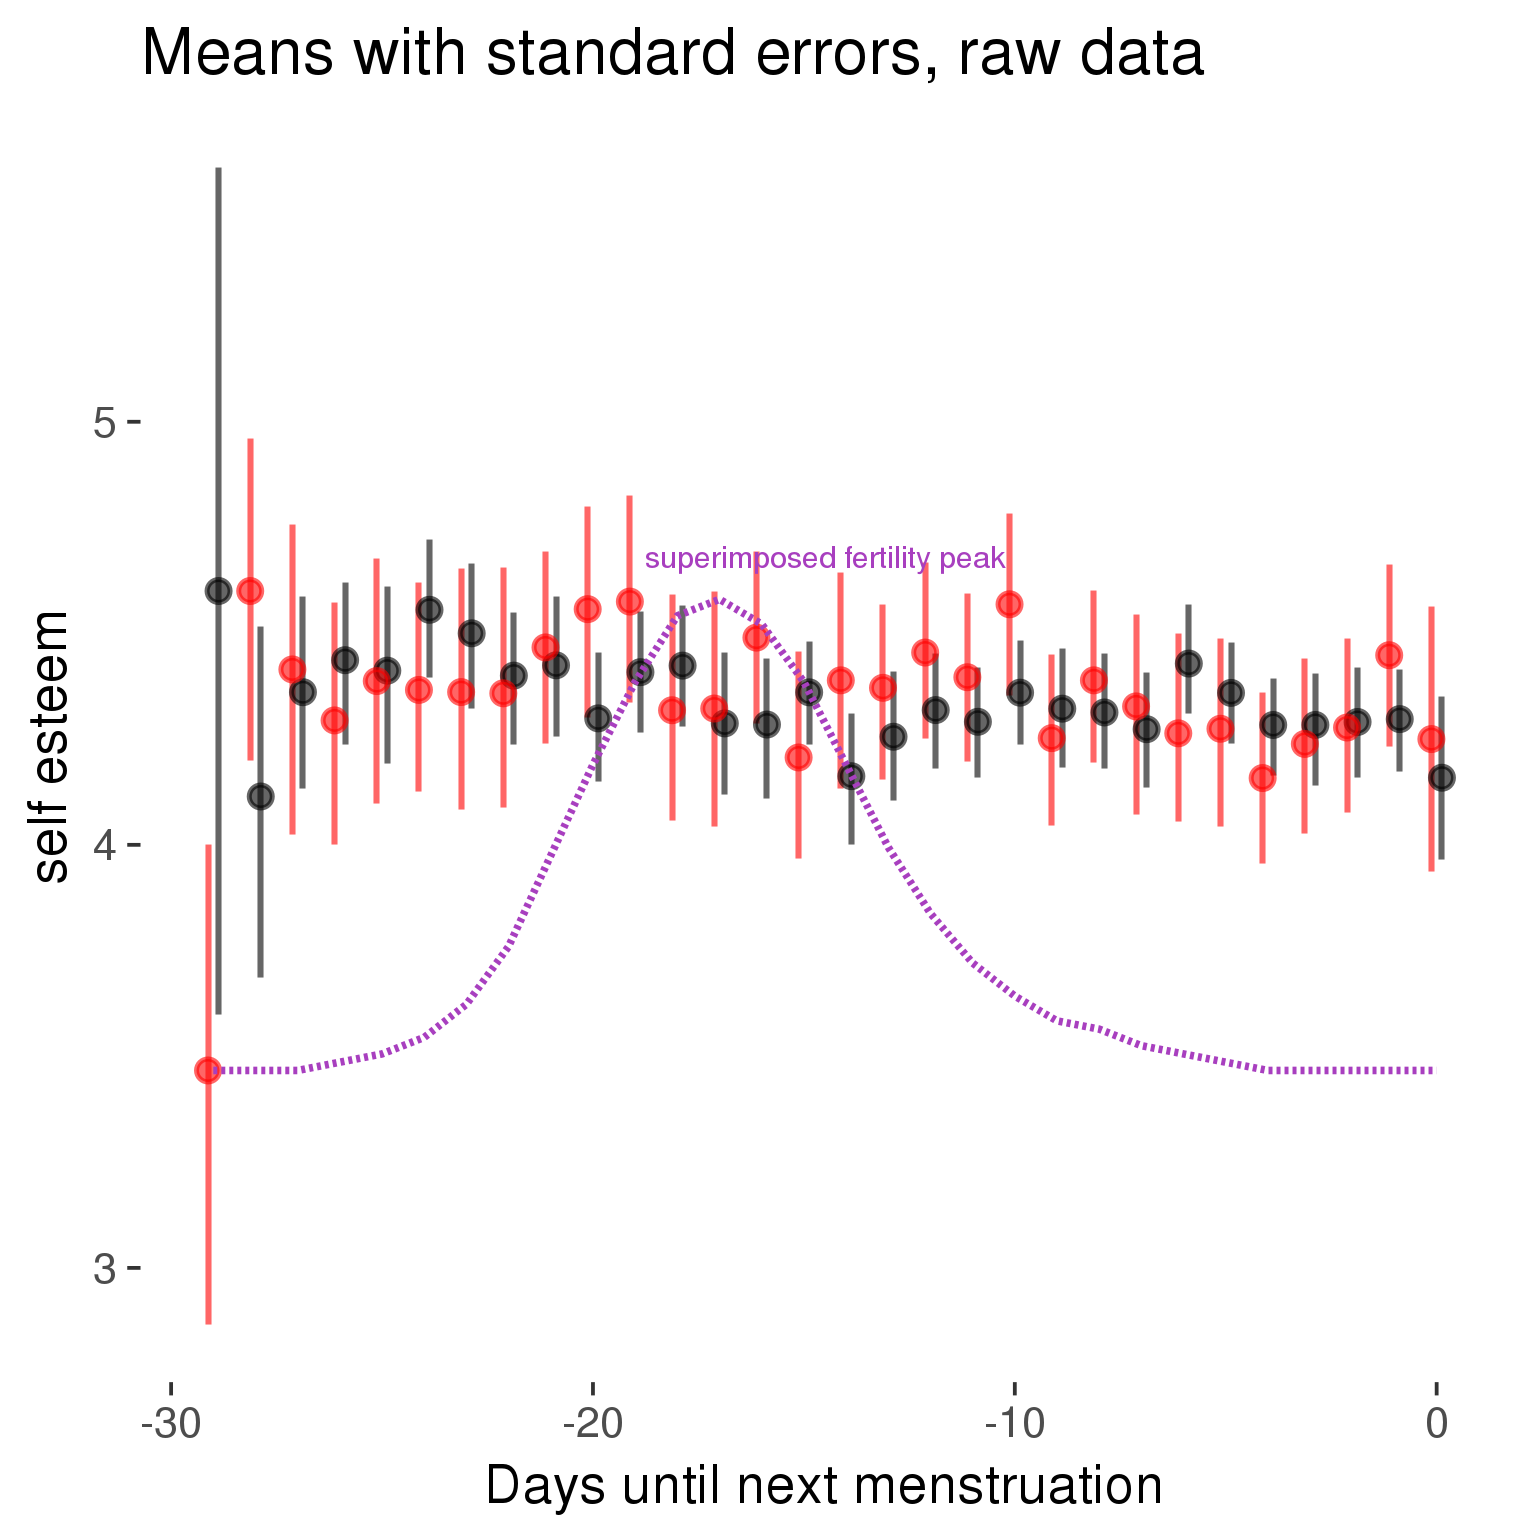 Means with standard errors, raw data
superimposed fertility peak
self esteem
5
4
3
-30
-20
-10
0
Days until next menstruation